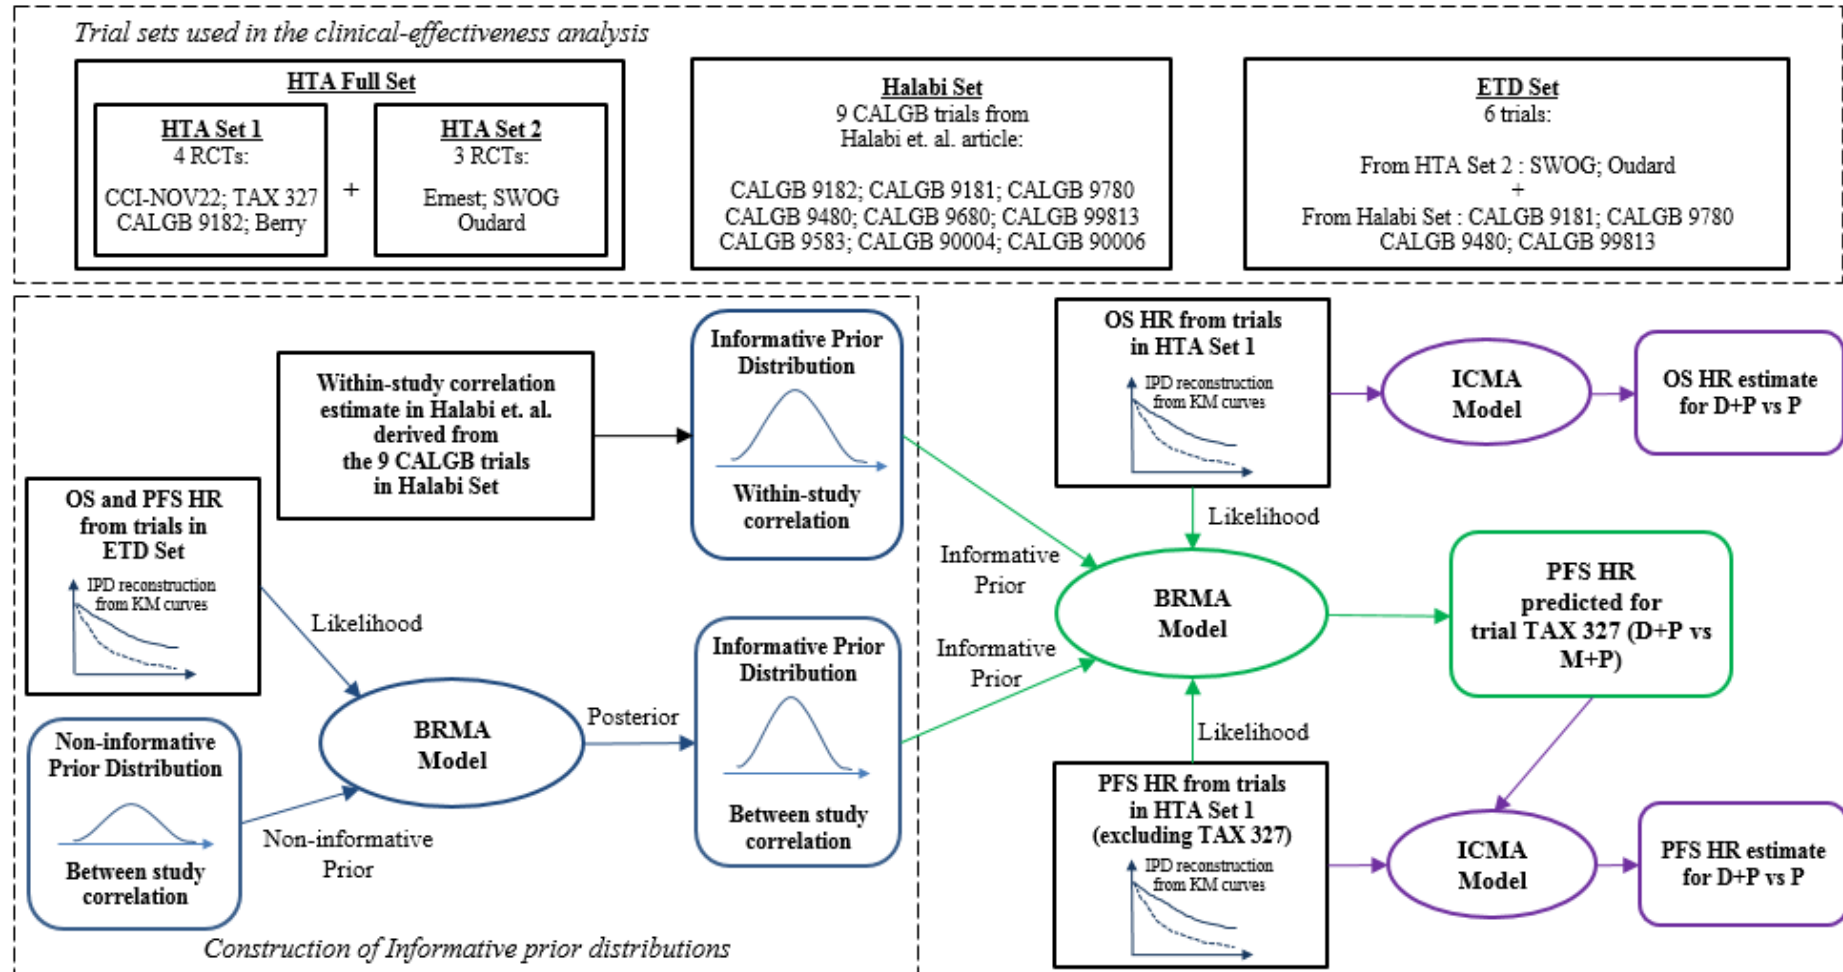 Trial sets used in the clinical-effectiveness analysis
HTA Full Set
HTA Set 1
4 RCTs:
CCI-NOV22; TAX 327
CALGB 9182; Berry
+
HTA Set 2
3 RCTs:
Ernest; SWOG
Oudard
Halabi Set
9 CALGB trials from
Halabi et. al. article:
CALGB 9182; CALGB 9181; CALGB 9780
CALGB 9480; CALGB 9680; CALGB 99813
CALGB 9583; CALGB 90004; CALGB 90006
ETD Set
6 trials:
From HTA Set 2 : SWOG; Oudard
+
From Halabi Set : CALGB 9181; CALGB 9780
CALGB 9480; CALGB 99813
OS and PFS HR
from trials in
ETD Set
IPD reconstruction
from KM curves
Likelihood
Non-informative
Prior Distribution
Between study
correlation
Non-informative
Prior
BRMA
Model
Posterior
Within-study correlation
estimate in Halabi et. al.
derived from
the 9 CALGB trials
in Halabi Set
Informative Prior
Distribution
Within-study
correlation
Informative Prior
Distribution
Between study
correlation
Construction of Informative prior distributions
Informative
Prior
Informative
Prior
OS HR from trials
in HTA Set 1
IPD reconstruction
from KM curves
Likelihood
BRMA
Model
Likelihood
PFS HR from trials
in HTA Set 1
(excluding TAX 327)
IPD reconstruction
from KM curves
ICMA
Model
OS HR estimate
for D+P vs P
PFS HR
predicted for
trial TAX 327 (D+P vs
M+P)
ICMA
Model
PFS HR estimate
for D+P vs P